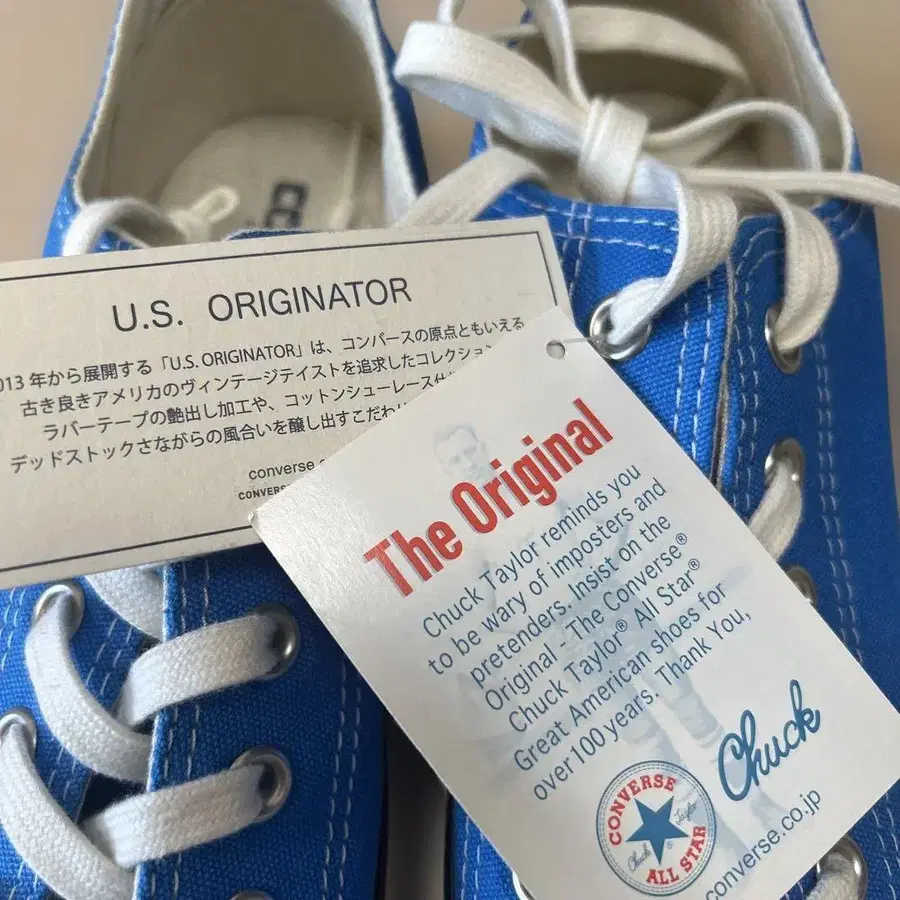 U.S. ORIGINATOR
013年から展開する「U.S. ORIGINATOR」は、コンバースの原点ともいえる
古き良きアメリカのヴィンテージテイストを追求したコレクション
ラバーテープの艶出し加工や、コットンシューレース仕
デッドストックさながらの風合いを醸し出すこだわ
converse.
CONVERS
The Original
Chuck Taylor reminds you
to be wary of imposters and
pretenders. Insist on the
Original - The Converse®
Chuck Taylor® All Star®
Great American shoes for
over 100 years. Thank You,
Chuck
CONVERSE
Chuck Taylor
®
ALL STAR
converse.co.jp